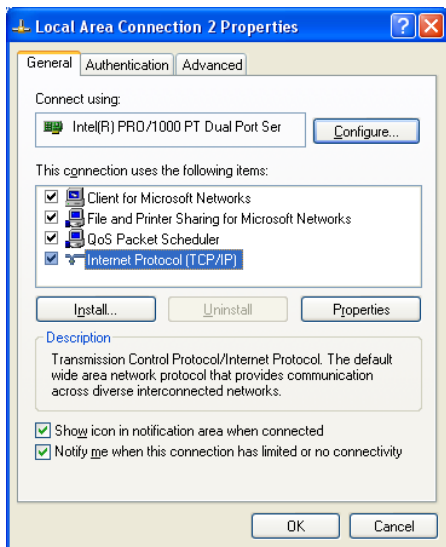 Local Area Connection 2 Properties
General Authentication Advanced
Connect using:
Intel(R) PRO/1000 PT Dual Port Ser
Configure...
This connection uses the following items:
Client for Microsoft Networks
File and Printer Sharing for Microsoft Networks
QoS Packet Scheduler
Internet Protocol (TCP/IP)
Install... Uninstall Properties
Description
Transmission Control Protocol/Internet Protocol. The default
wide area network protocol that provides communication
across diverse interconnected networks.
Show icon in notification area when connected
Notify me when this connection has limited or no connectivity
OK Cancel